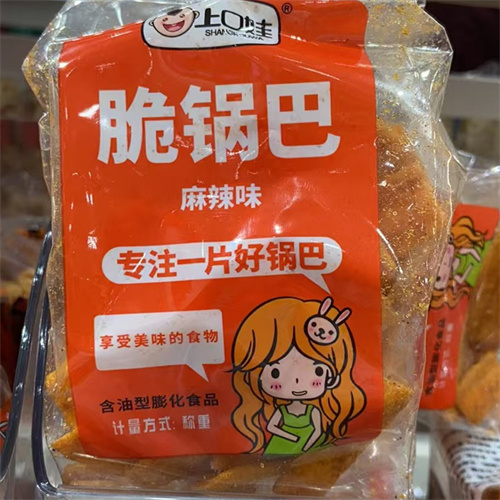 上口娃
®
脆锅巴
麻辣味
专注一片好锅巴
享受美味的食物
含油型膨化食品
计量方式: 称重